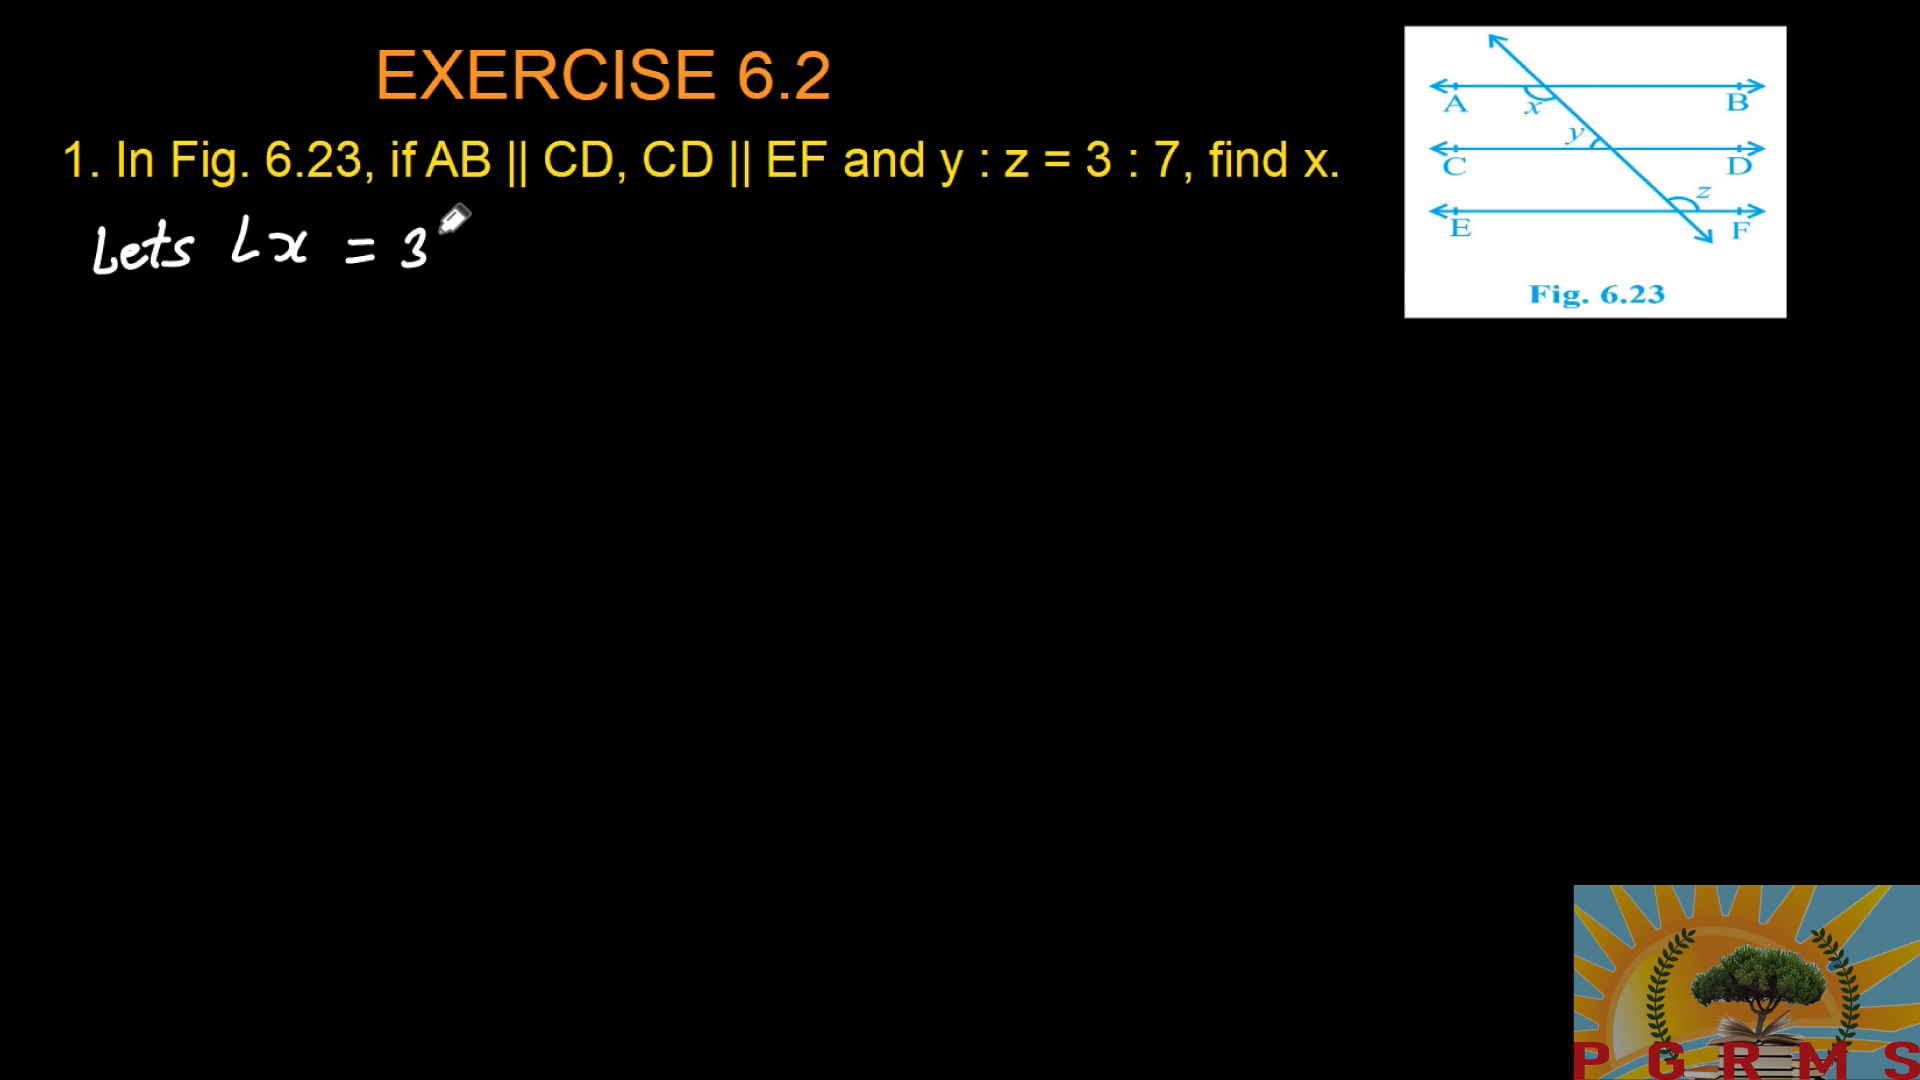 EXERCISE 6.2
1. In Fig. 6.23, if AB || CD, CD || EF and y : z = 3 : 7, find x.
Lets ∠x = 3
A
x
B
y
C
D
z
E
F
Fig. 6.23
P G R M S